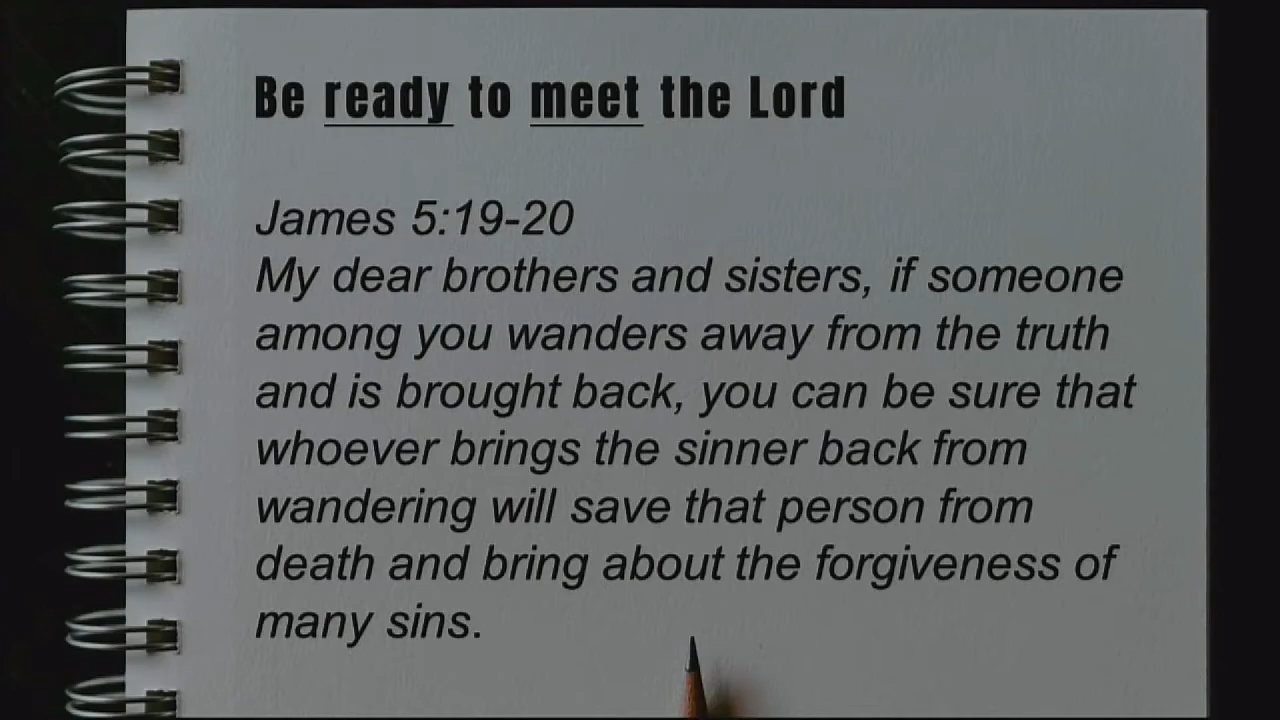 Be ready to meet the Lord
James 5:19-20
My dear brothers and sisters, if someone
among you wanders away from the truth
and is brought back, you can be sure that
whoever brings the sinner back from
wandering will save that person from
death and bring about the forgiveness of
many sins.